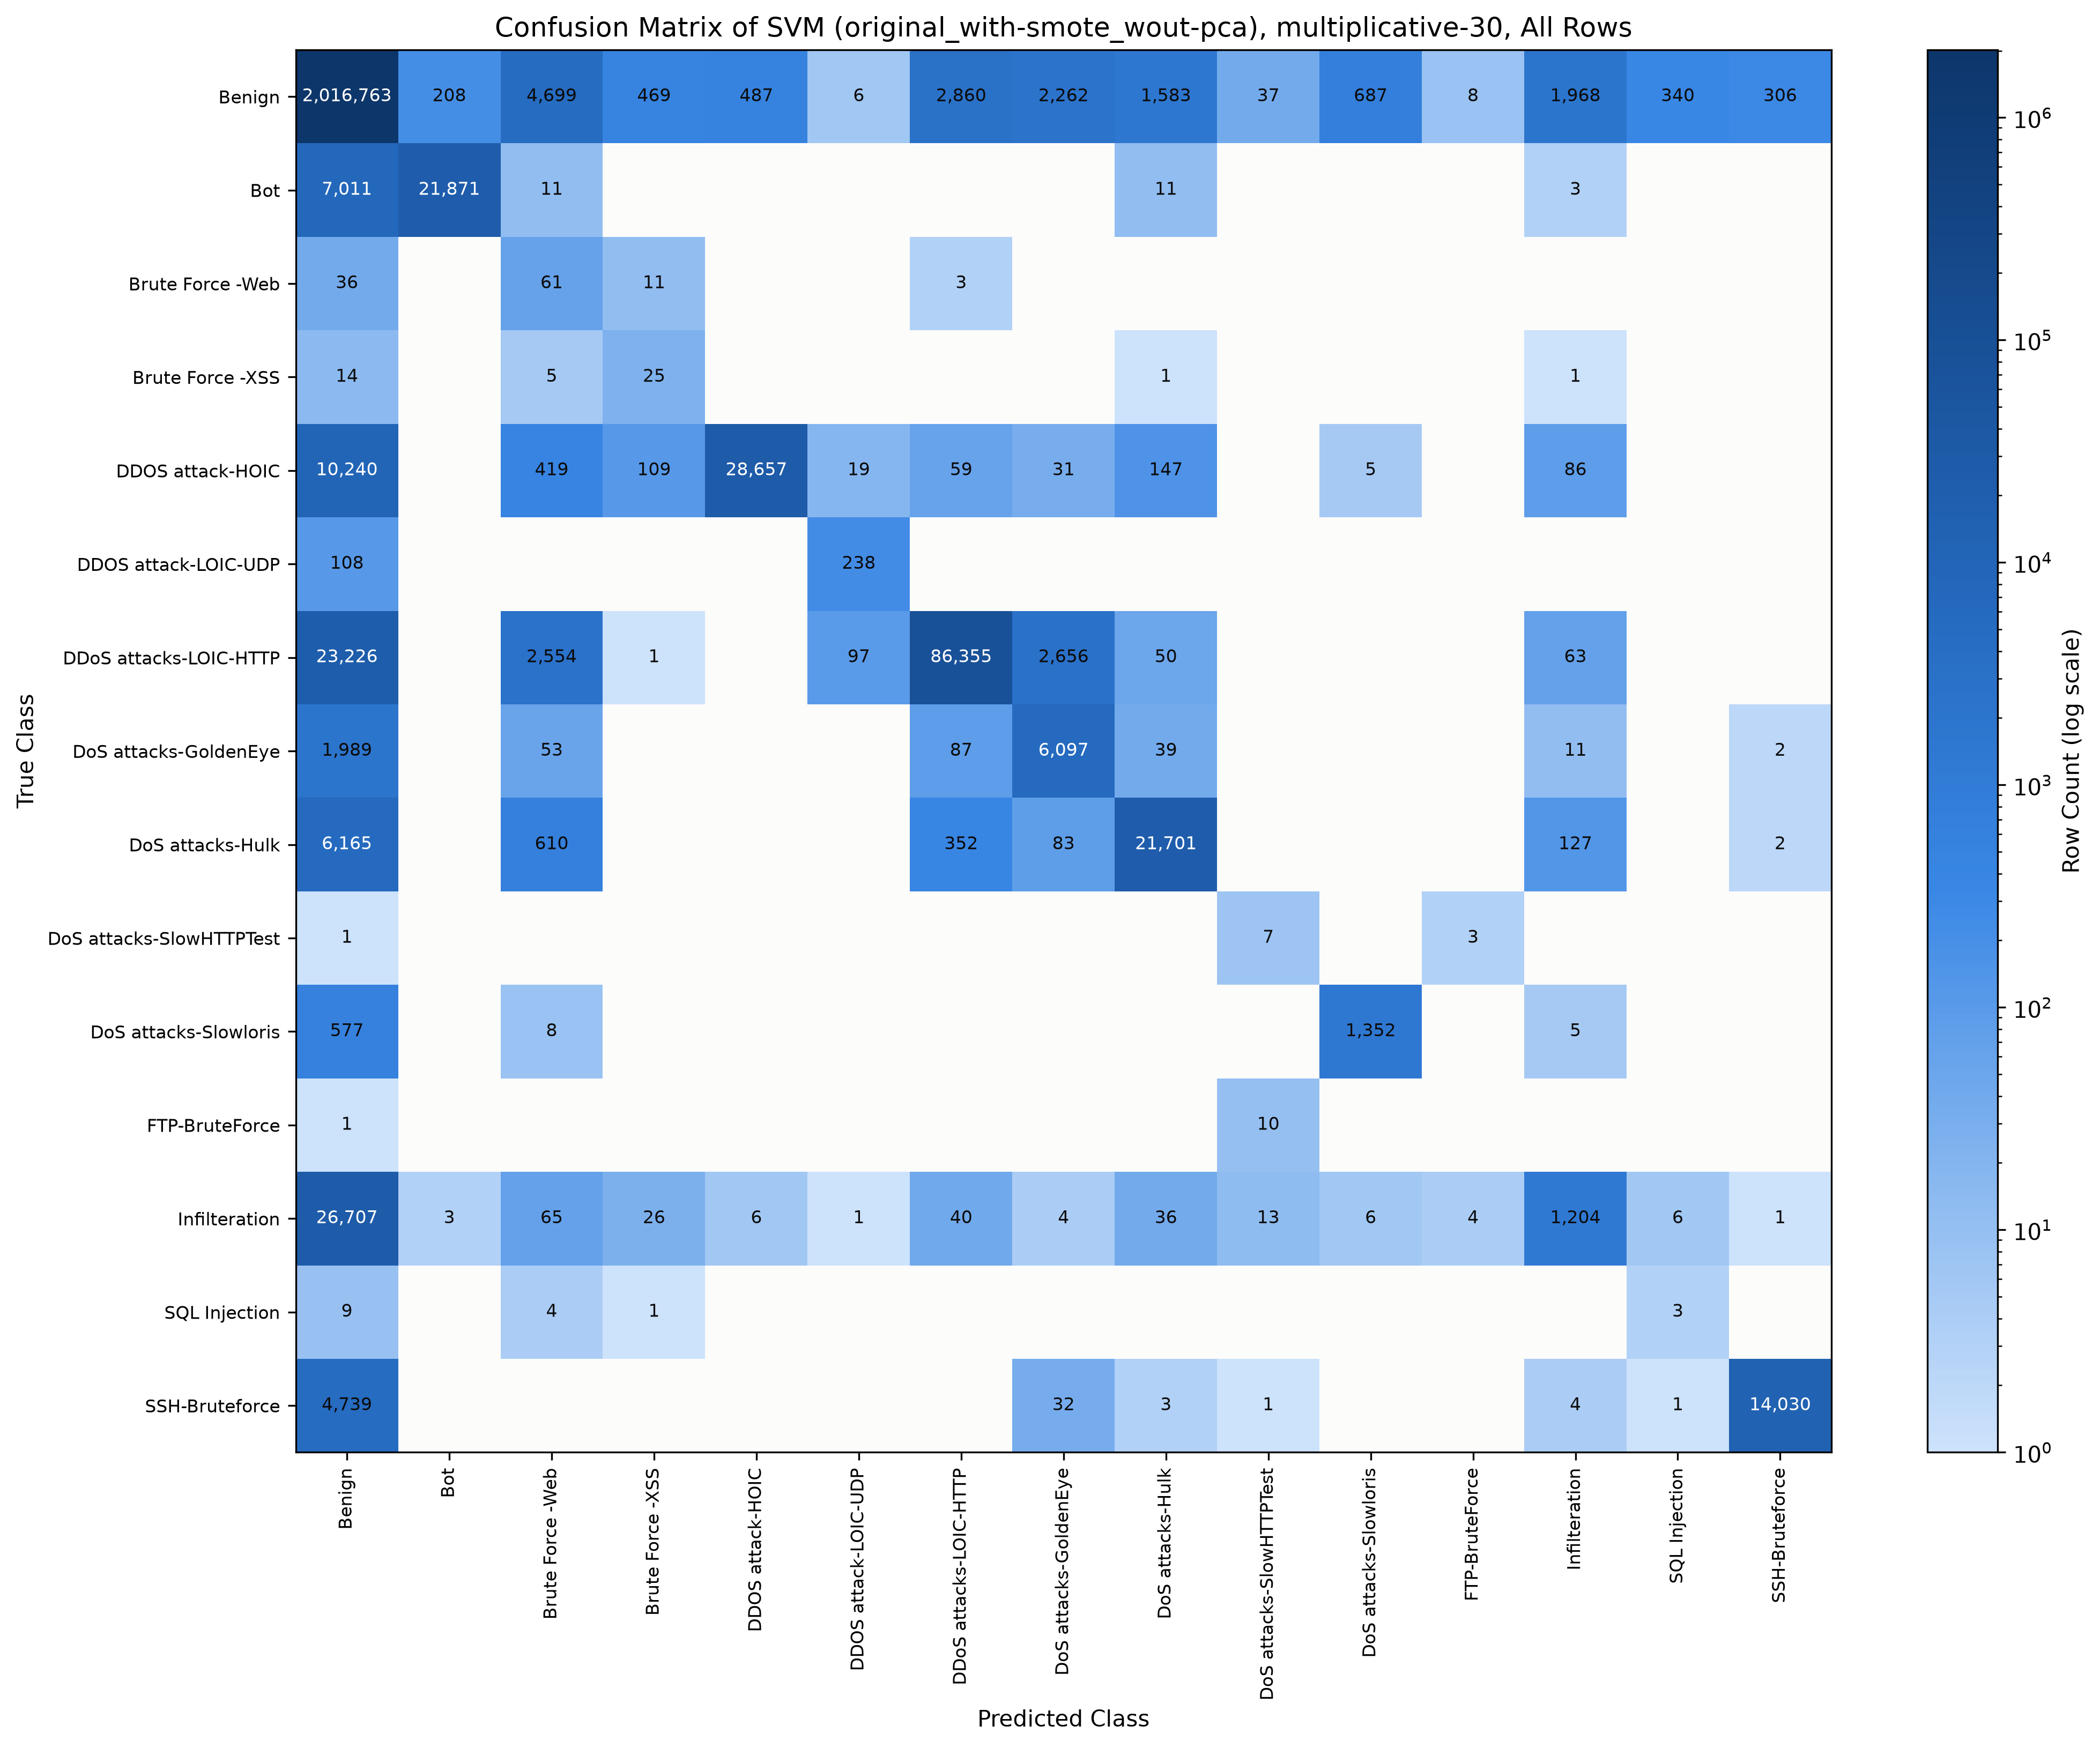 Confusion Matrix of SVM (original_with-smote_wout-pca), multiplicative-30, All Rows
True Class
Benign 2,016,763 208 4,699 469 487 6 2,860 2,262 1,583 37 687 8 1,968 340 306
Bot 7,011 21,871 11 11 3
Brute Force -Web 36 61 11 3
Brute Force -XSS 14 5 25 1 1
DDOS attack-HOIC 10,240 419 109 28,657 19 59 31 147 5 86
DDOS attack-LOIC-UDP 108 238
DDoS attacks-LOIC-HTTP 23,226 2,554 1 97 86,355 2,656 50 63
DoS attacks-GoldenEye 1,989 53 87 6,097 39 11 2
DoS attacks-Hulk 6,165 610 352 83 21,701 127 2
DoS attacks-SlowHTTPTest 1 7 3
DoS attacks-Slowloris 577 8 1,352 5
FTP-BruteForce 1 10
Infilteration 26,707 3 65 26 6 1 40 4 36 13 6 4 1,204 6 1
SQL Injection 9 4 1 3
SSH-Bruteforce 4,739 32 3 1 4 1 14,030
Benign
Bot
Brute Force -Web
Brute Force -XSS
DDOS attack-HOIC
DDOS attack-LOIC-UDP
DDoS attacks-LOIC-HTTP
DoS attacks-GoldenEye
DoS attacks-Hulk
DoS attacks-SlowHTTPTest
DoS attacks-Slowloris
FTP-BruteForce
Infilteration
SQL Injection
SSH-Bruteforce
Predicted Class
10⁶
10⁵
10⁴
10³
10²
10¹
10⁰
Row Count (log scale)